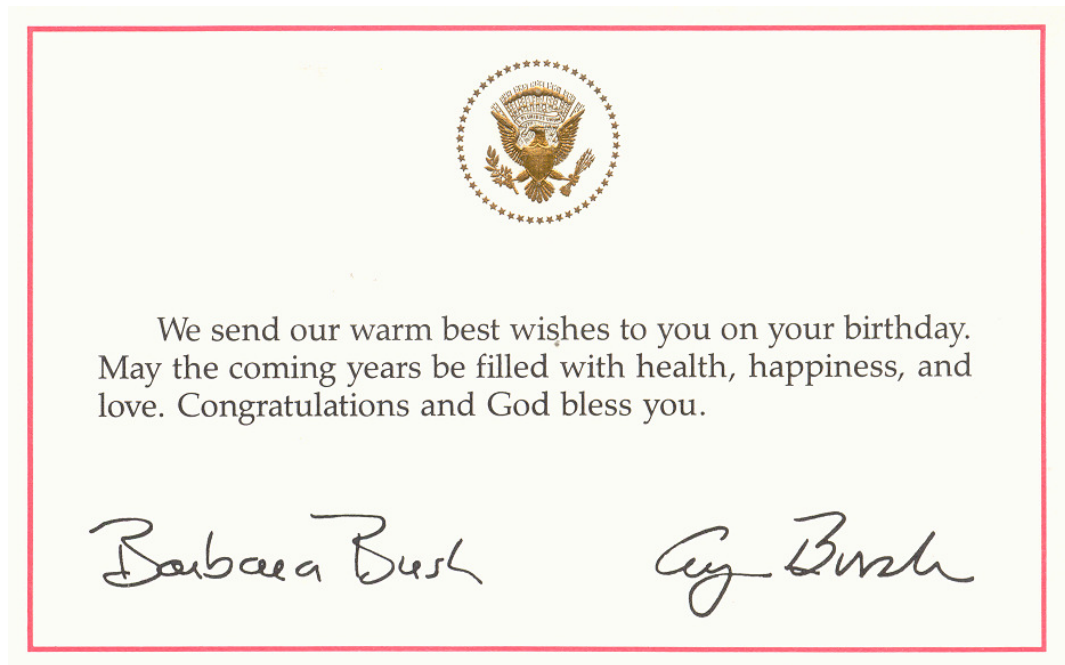 We send our warm best wishes to you on your birthday.
May the coming years be filled with health, happiness, and
love. Congratulations and God bless you.
Barbara Bush Bush